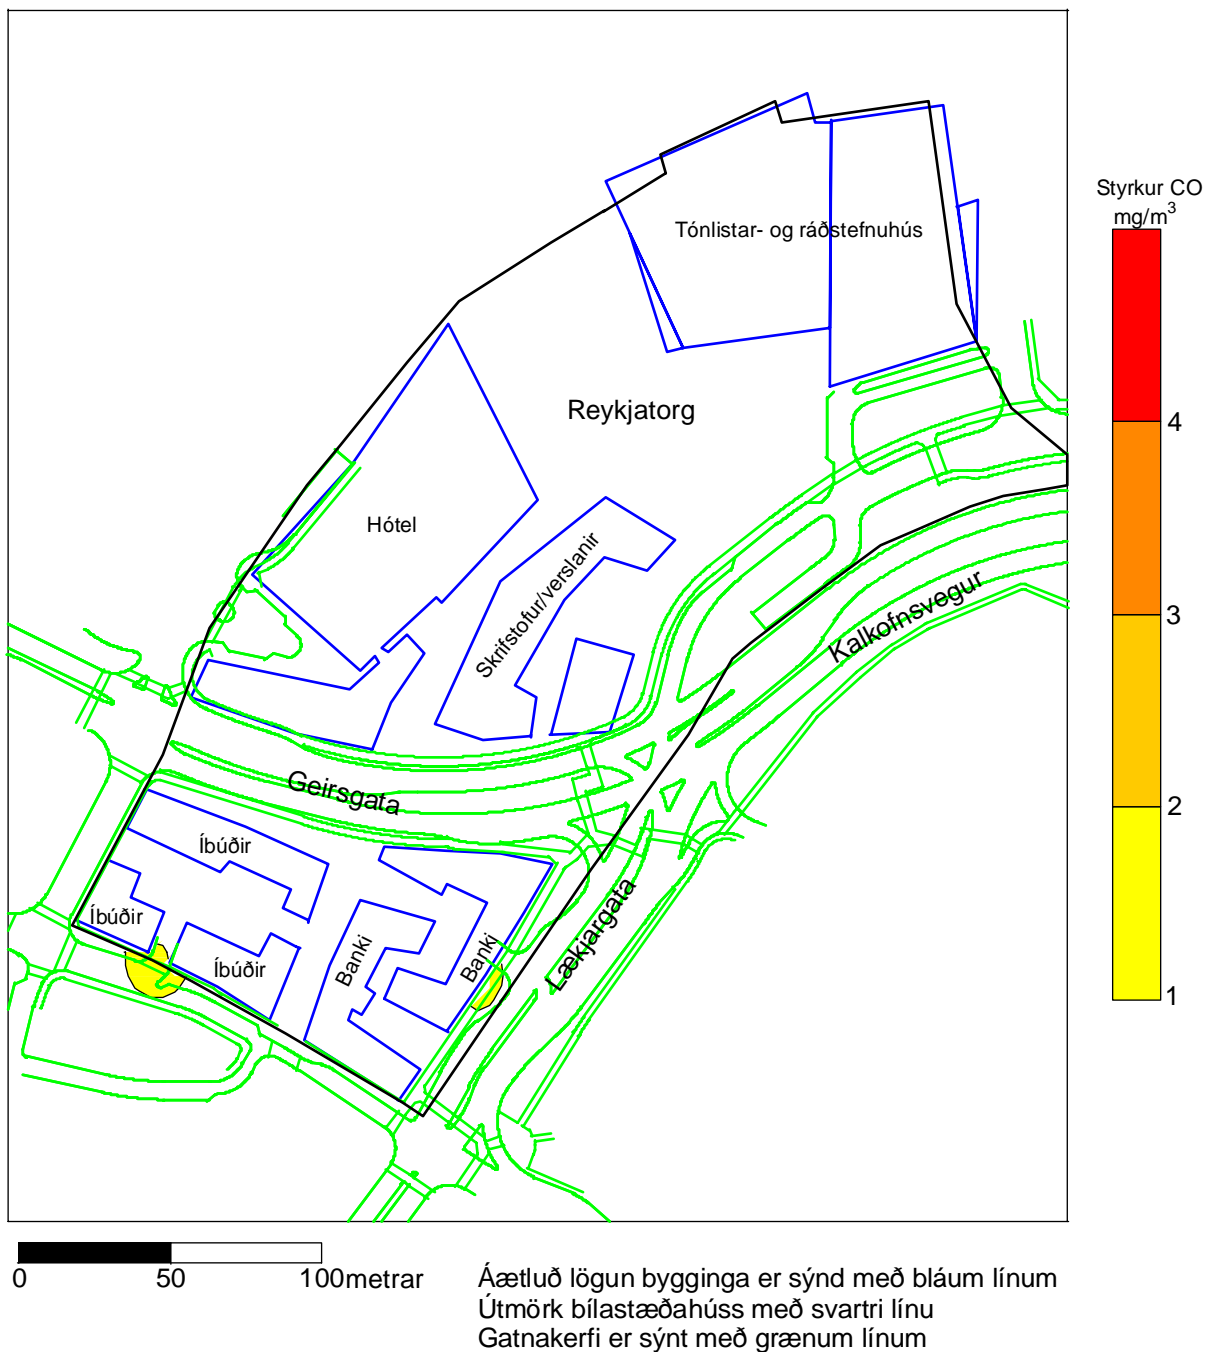 Styrkur CO
mg/m³
Tónlistar- og ráðstefnuhús
Reykjatorg
4
Hótel
Skrifstofur/verslanir
3
Kalkofnsvegur
Geirsgata
2
Íbúðir
Íbúðir
Íbúðir
Banki
Banki
Lækjargata
1
0
50
100metrar
Áætluð lögun bygginga er sýnd með bláum línum
Útmörk bílastæðahúss með svartri línu
Gatnakerfi er sýnt með grænum línum